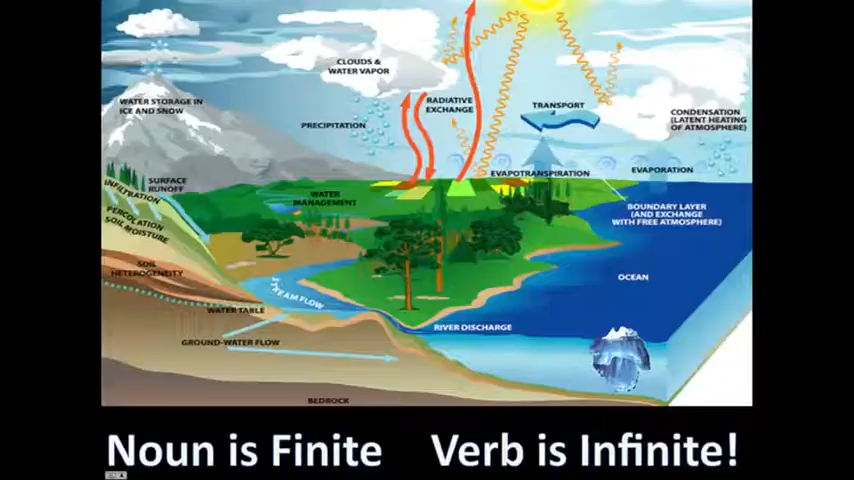 CLOUDS &
WATER VAPOR
WATER STORAGE IN
ICE AND SNOW
RADIATIVE
EXCHANGE
TRANSPORT
PRECIPITATION
CONDENSATION
(LATENT HEATING
OF ATMOSPHERE)
SURFACE
RUNOFF
EVAPOTRANSPIRATION
EVAPORATION
INFILTRATION
WATER
MANAGEMENT
BOUNDARY LAYER
(AND EXCHANGE
WITH FREE ATMOSPHERE)
PERCOLATION
SOIL MOISTURE
SOIL
HETEROGENEITY
OCEAN
STREAM FLOW
WATER TABLE
RIVER DISCHARGE
GROUND-WATER FLOW
BEDROCK
Noun is Finite Verb is Infinite!